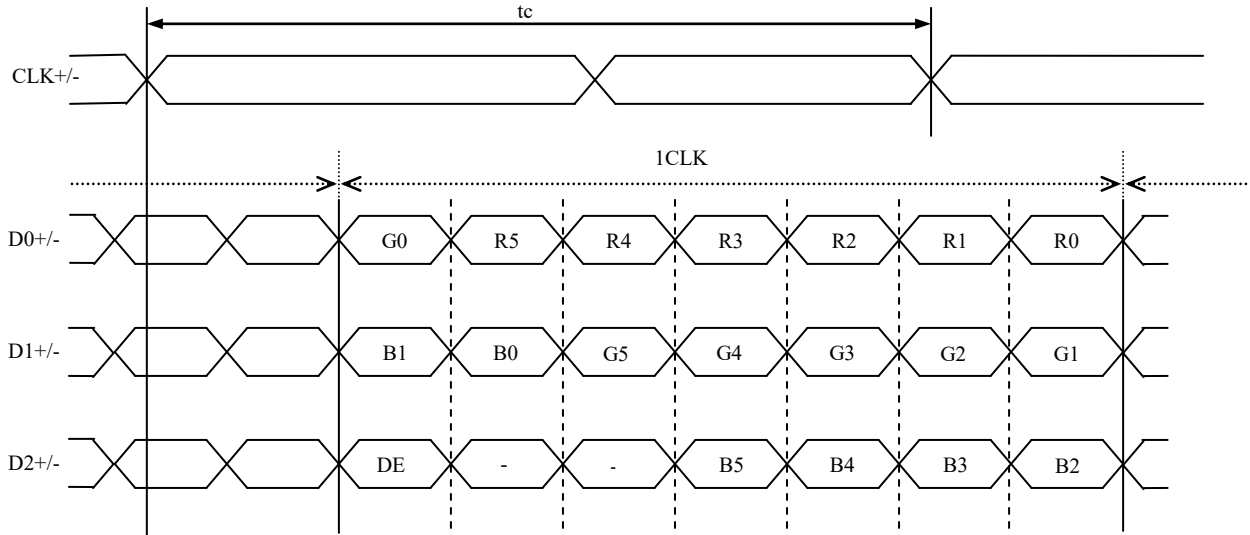 tc
CLK+/-
1CLK
D0+/- G0 R5 R4 R3 R2 R1 R0
D1+/- B1 B0 G5 G4 G3 G2 G1
D2+/- DE - - B5 B4 B3 B2